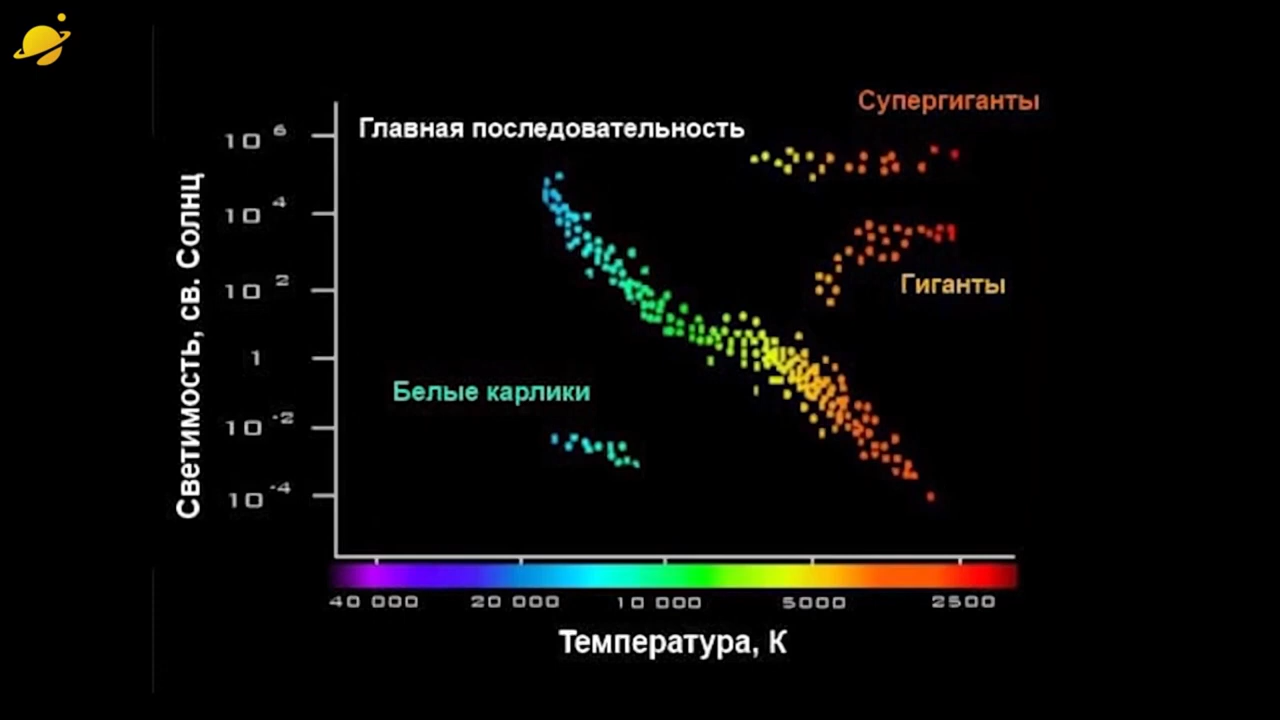 Супергиганты
Главная последовательность
10 6
10 4
10 2
1
10 -2
10 -4
Светимость, св. Солнц
Гиганты
Белые карлики
40 000 20 000 10 000 5000 2500
Температура, К